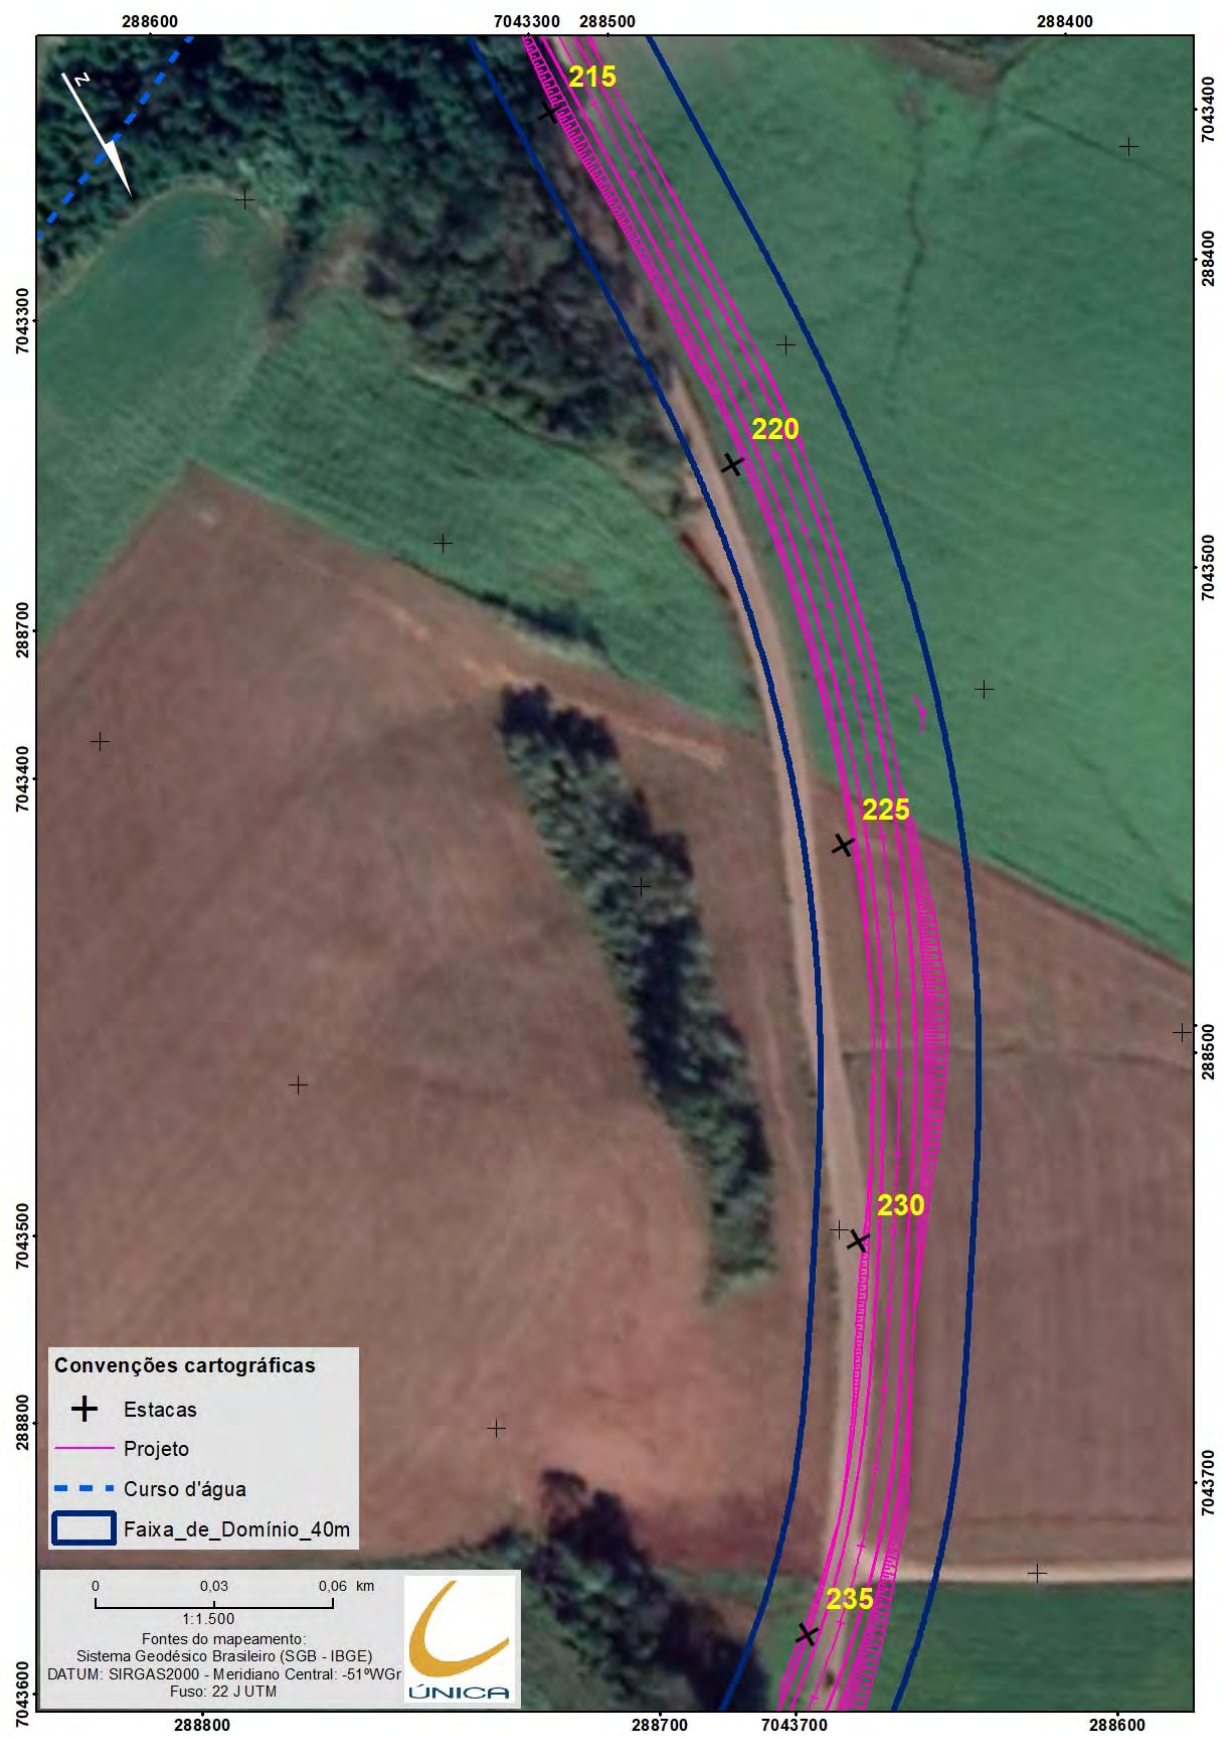 288600
7043300
288500
288400
N
215
7043400
288400
7043300
220
7043500
288700
7043400
225
288500
230
7043500
Convenções cartográficas
Estacas
Projeto
Curso d'água
Faixa_de_Domínio_40m
288800
7043700
0 0,03 0,06 km
1:1.500
Fontes do mapeamento:
Sistema Geodésico Brasileiro (SGB - IBGE)
DATUM: SIRGAS2000 - Meridiano Central: -51ºWGr
Fuso: 22 J UTM
ÚNICA
235
7043600
288800
288700
7043700
288600